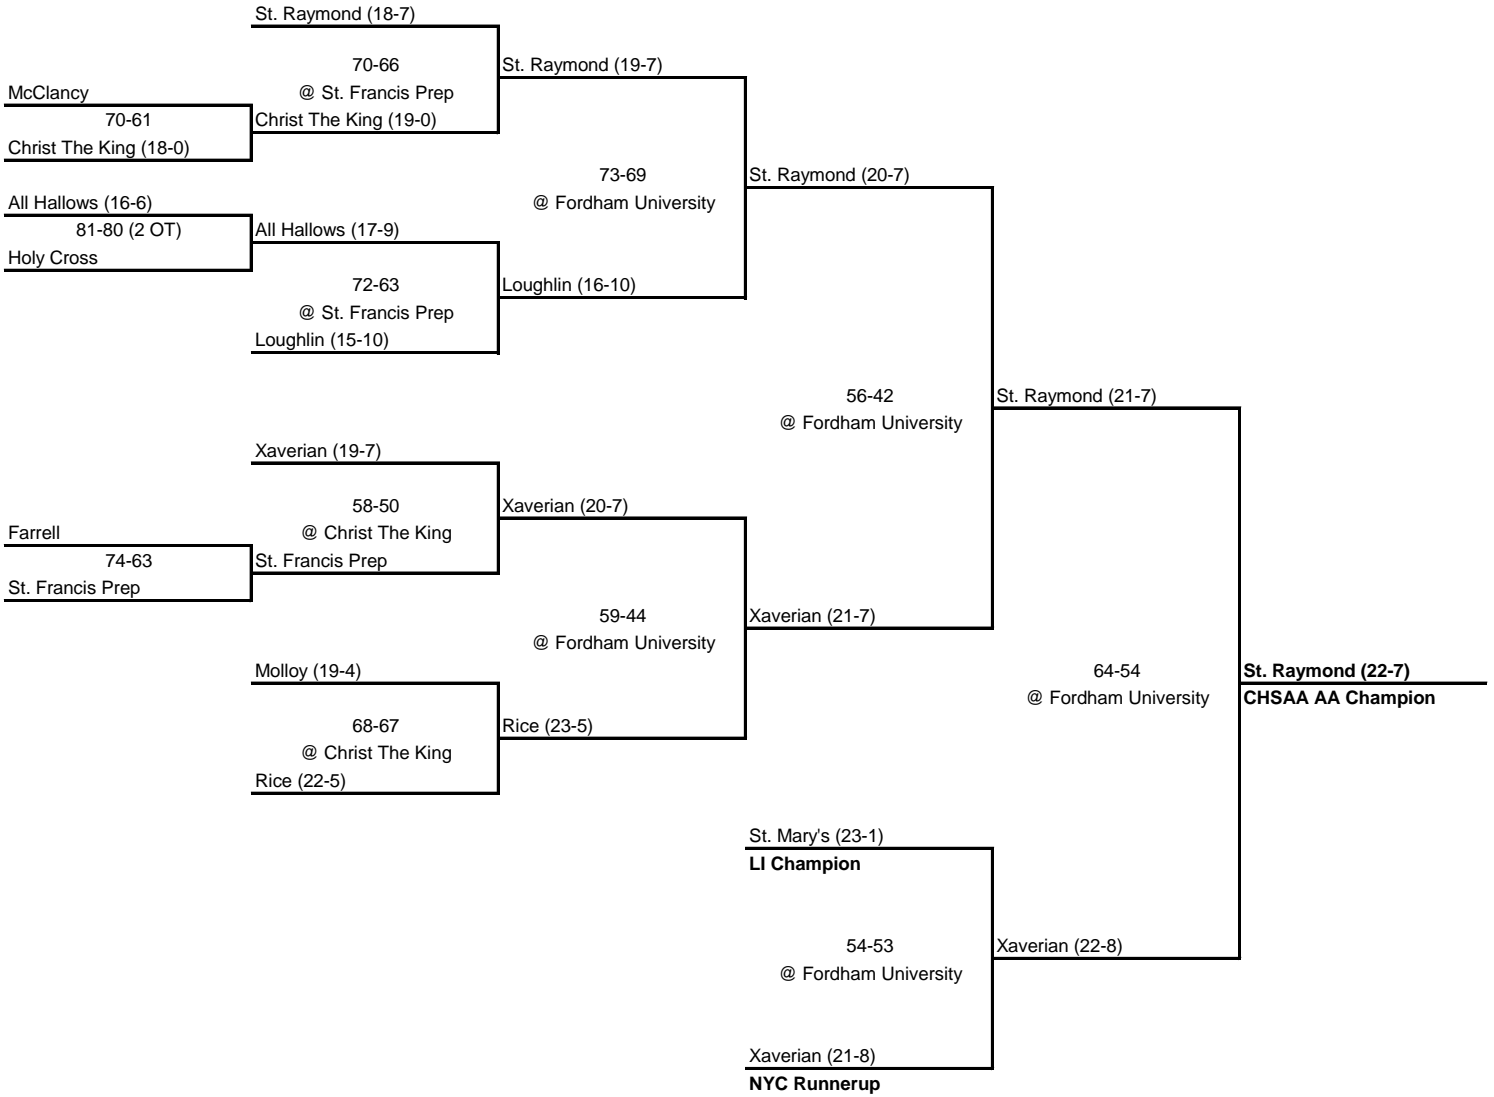 St. Raymond (18-7)
70-66
@ St. Francis Prep
St. Raymond (19-7)
McClancy
70-61
Christ The King (18-0)
Christ The King (19-0)
73-69
@ Fordham University
St. Raymond (20-7)
All Hallows (16-6)
81-80 (2 OT)
Holy Cross
All Hallows (17-9)
72-63
@ St. Francis Prep
Loughlin (16-10)
Loughlin (15-10)
56-42
@ Fordham University
St. Raymond (21-7)
Xaverian (19-7)
58-50
@ Christ The King
Xaverian (20-7)
Farrell
74-63
St. Francis Prep
St. Francis Prep
59-44
@ Fordham University
Xaverian (21-7)
Molloy (19-4)
68-67
@ Christ The King
Rice (23-5)
Rice (22-5)
64-54
@ Fordham University
St. Raymond (22-7)
CHSAA AA Champion
St. Mary's (23-1)
LI Champion
54-53
@ Fordham University
Xaverian (22-8)
Xaverian (21-8)
NYC Runnerup